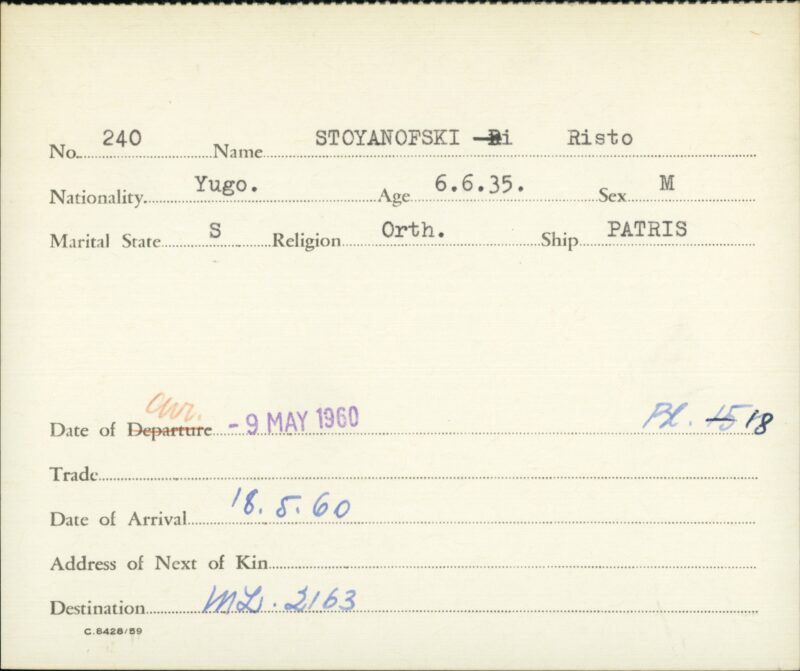 No. 240 Name STOYANOFSKI Ri Risto
Nationality. Yugo. Age 6.6.35. Sex M
Marital State S Religion Orth. Ship PATRIS
arr.
Date of Departure - 9 MAY 1960 Bl. 15 18
Trade
Date of Arrival 18.5.60
Address of Next of Kin
Destination ML. 2163
C.8428/59